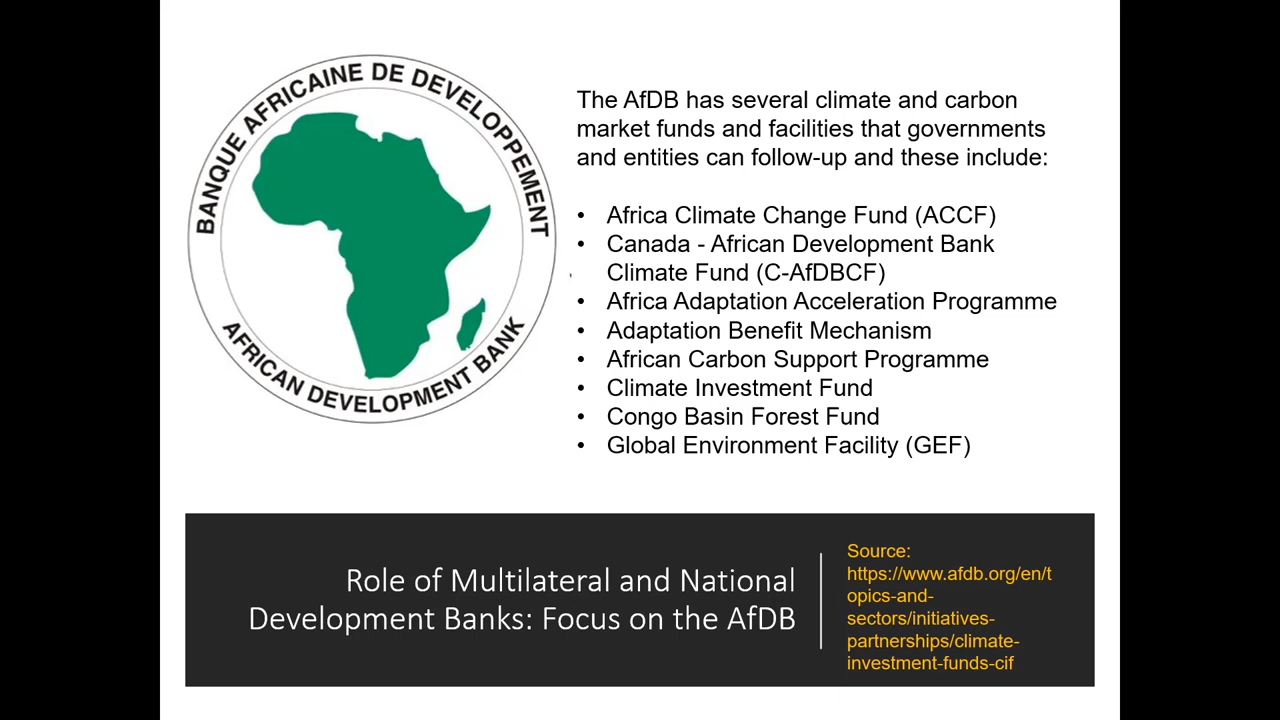 BANQUE AFRICAINE DE DEVELOPPEMENT
AFRICAN DEVELOPMENT BANK
The AfDB has several climate and carbon
market funds and facilities that governments
and entities can follow-up and these include:
• Africa Climate Change Fund (ACCF)
• Canada - African Development Bank
• Climate Fund (C-AfDBCF)
• Africa Adaptation Acceleration Programme
• Adaptation Benefit Mechanism
• African Carbon Support Programme
• Climate Investment Fund
• Congo Basin Forest Fund
• Global Environment Facility (GEF)
Role of Multilateral and National
Development Banks: Focus on the AfDB
Source:
https://www.afdb.org/en/t
opics-and-
sectors/initiatives-
partnerships/climate-
investment-funds-cif